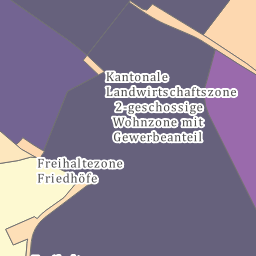 Kantonale
Landwirtschaftszone
2-geschossige
Wohnzone mit
Gewerbeanteil
Freihaltezone
Friedhöfe